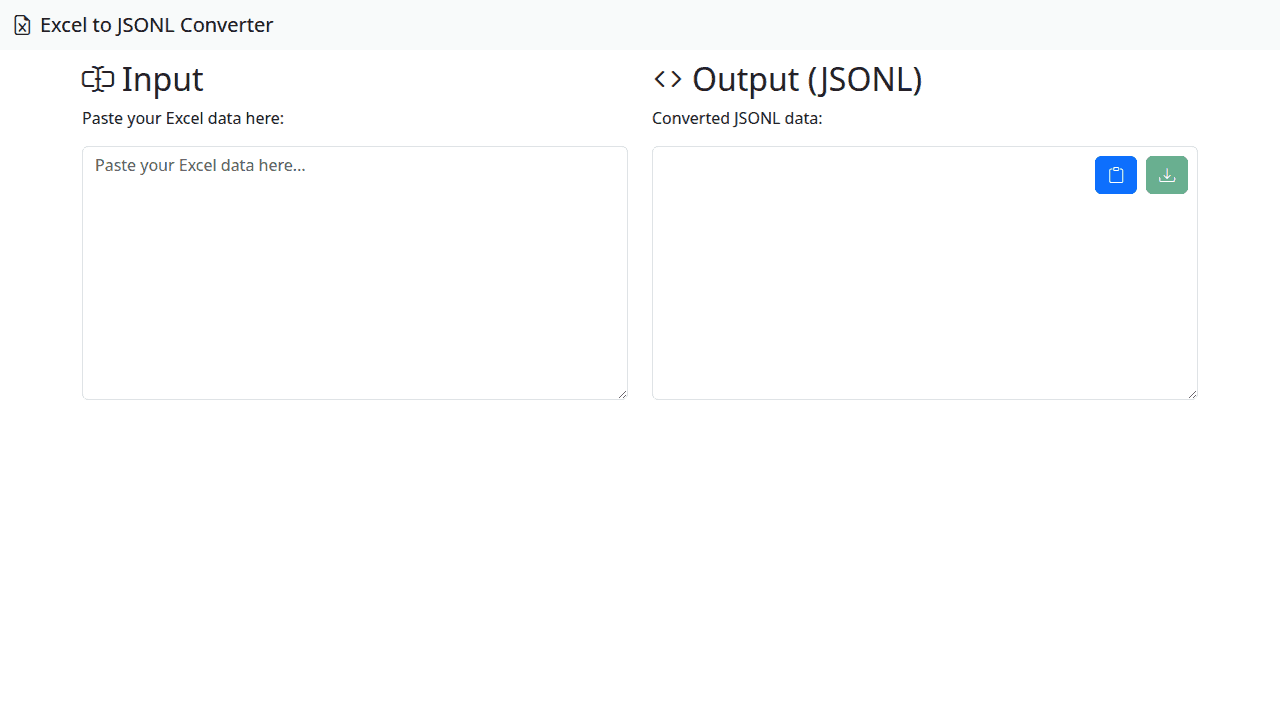 Excel to JSONL Converter
Input
Paste your Excel data here:
Paste your Excel data here...
Output (JSONL)
Converted JSONL data: